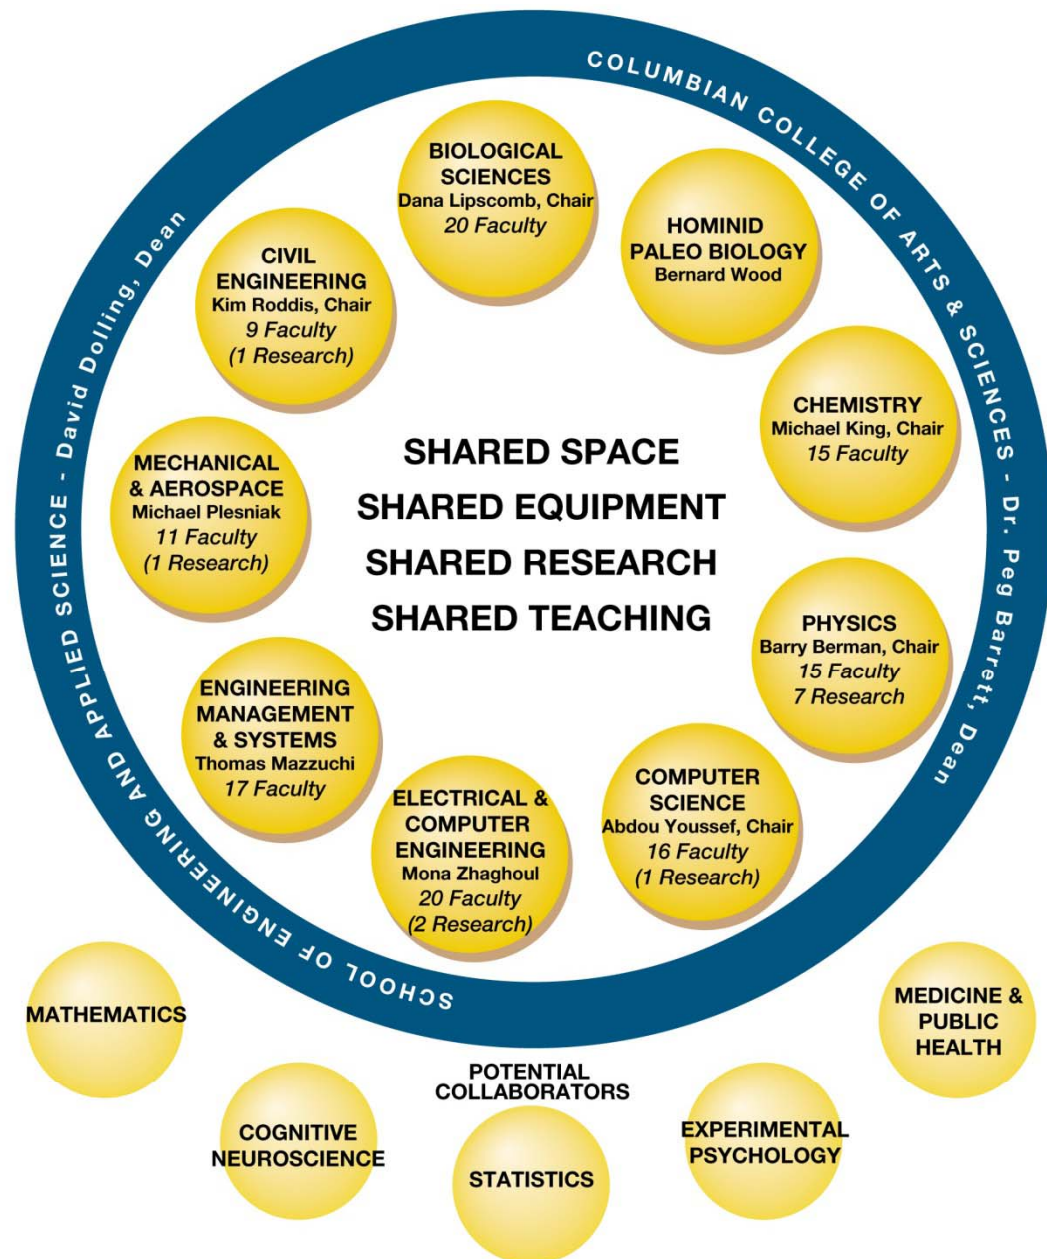 COLUMBIAN COLLEGE OF ARTS & SCIENCES - Dr. Peg Barrett, Dean
SCHOOL OF ENGINEERING AND APPLIED SCIENCE - David Dolling, Dean
BIOLOGICAL
SCIENCES
Dana Lipscomb, Chair
20 Faculty
HOMINID
PALEO BIOLOGY
Bernard Wood
CIVIL
ENGINEERING
Kim Roddis, Chair
9 Faculty
(1 Research)
CHEMISTRY
Michael King, Chair
15 Faculty
MECHANICAL
& AEROSPACE
Michael Plesniak
11 Faculty
(1 Research)
SHARED SPACE
SHARED EQUIPMENT
SHARED RESEARCH
SHARED TEACHING
PHYSICS
Barry Berman, Chair
15 Faculty
7 Research
ENGINEERING
MANAGEMENT
& SYSTEMS
Thomas Mazzuchi
17 Faculty
ELECTRICAL &
COMPUTER
ENGINEERING
Mona Zhaghoul
20 Faculty
(2 Research)
COMPUTER
SCIENCE
Abdou Youssef, Chair
16 Faculty
(1 Research)
MATHEMATICS
MEDICINE &
PUBLIC
HEALTH
POTENTIAL
COLLABORATORS
COGNITIVE
NEUROSCIENCE
STATISTICS
EXPERIMENTAL
PSYCHOLOGY